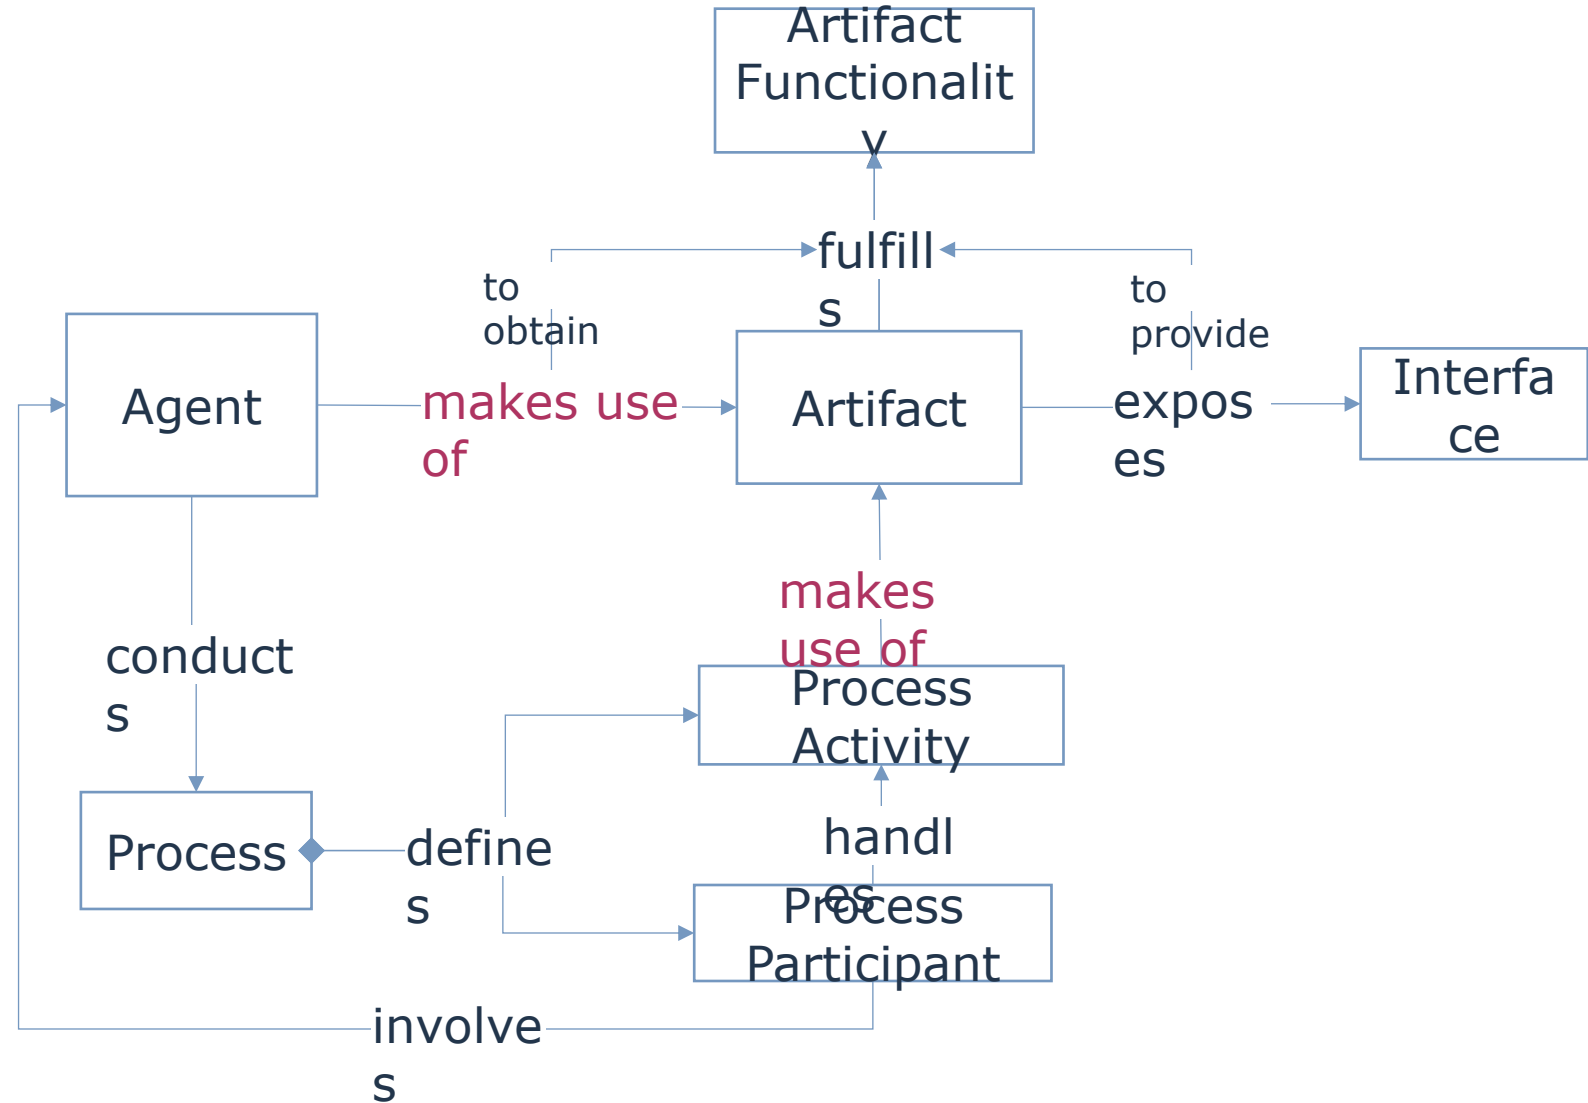 Artifact
Functionalit
y
fulfill
s
to
obtain
to
provide
Agent
makes use
of
Artifact
expos
es
Interfa
ce
makes
use of
conduct
s
Process
Activity
Process
define
s
handl
es
Process
Participant
involve
s